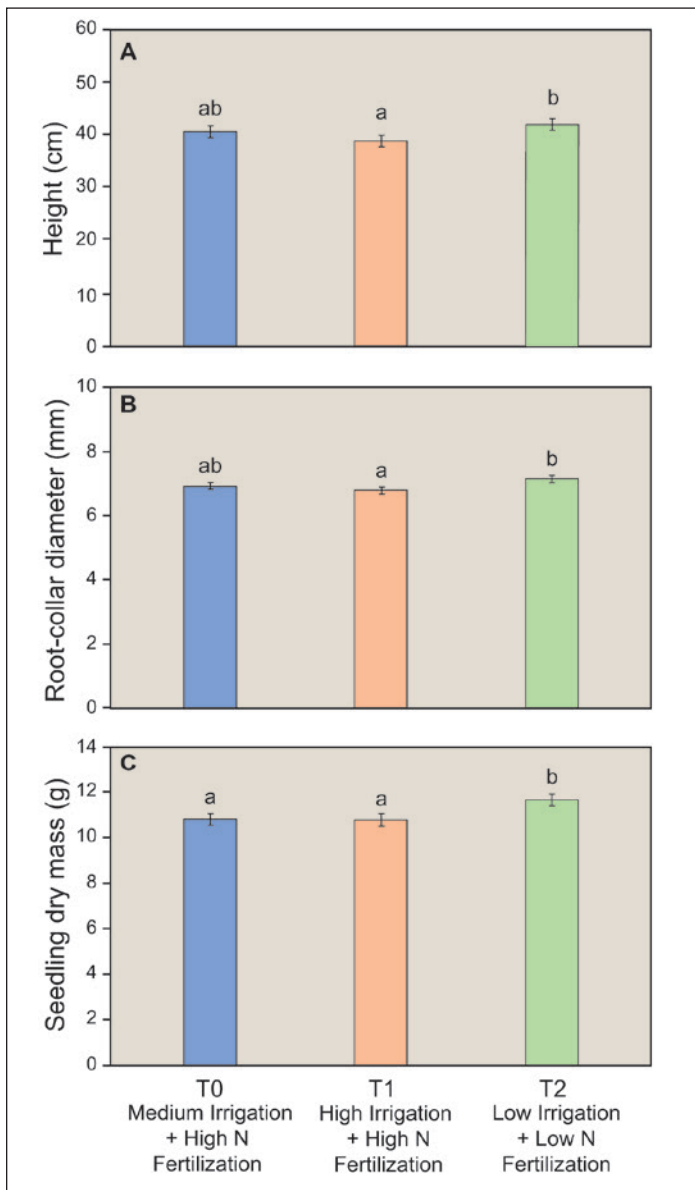 A
Height (cm)
60
50
40
30
20
10
0
ab
a
b
B
Root-collar diameter (mm)
10
8
6
4
2
0
ab
a
b
C
Seedling dry mass (g)
14
12
10
8
6
4
2
0
a
a
b
T0
Medium Irrigation
+ High N
Fertilization
T1
High Irrigation
+ High N
Fertilization
T2
Low Irrigation
+ Low N
Fertilization